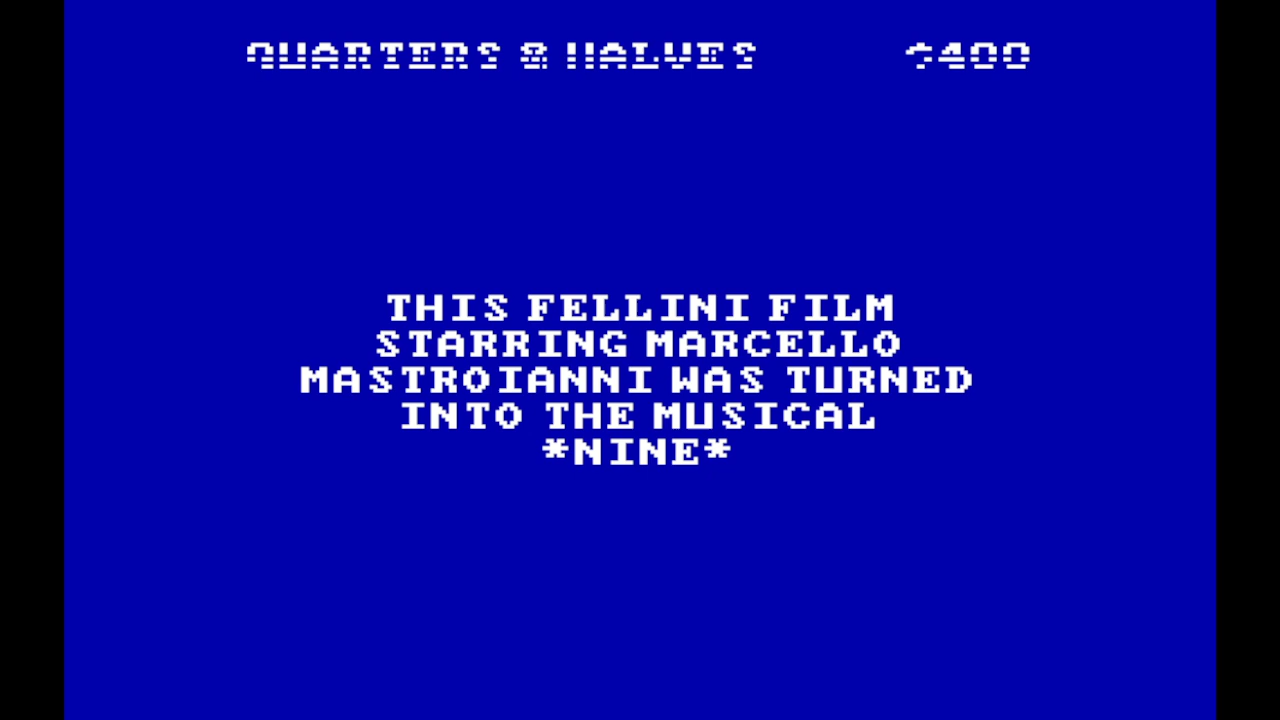 QUARTERS & HALVES $400
THIS FELLINI FILM
STARRING MARCELLO
MASTROIANNI WAS TURNED
INTO THE MUSICAL
*NINE*